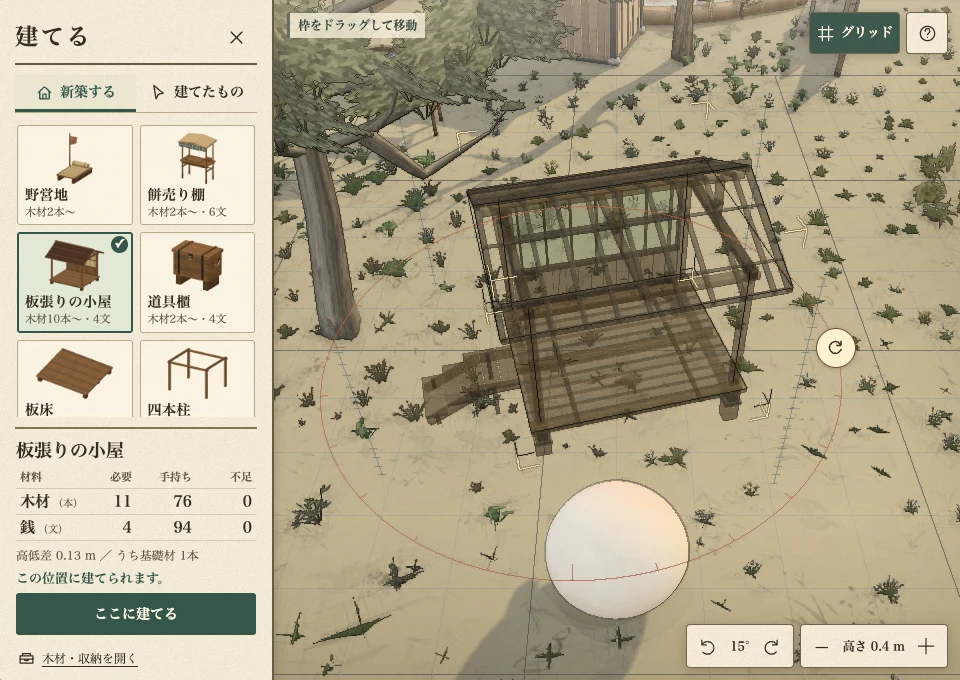 建てる
新築する
建てたもの
野営地
木材2本〜
餅売り棚
木材2本〜・6文
板張りの小屋
木材10本〜・4文
道具櫃
木材2本〜・4文
板床
四本柱
板張りの小屋
材料 必要 手持ち 不足
木材 (本) 11 76 0
銭 (文) 4 94 0
高低差 0.13 m ／ うち基礎材 1本
この位置に建てられます。
ここに建てる
木材・収納を開く
枠をドラッグして移動
グリッド
15°
高さ 0.4 m